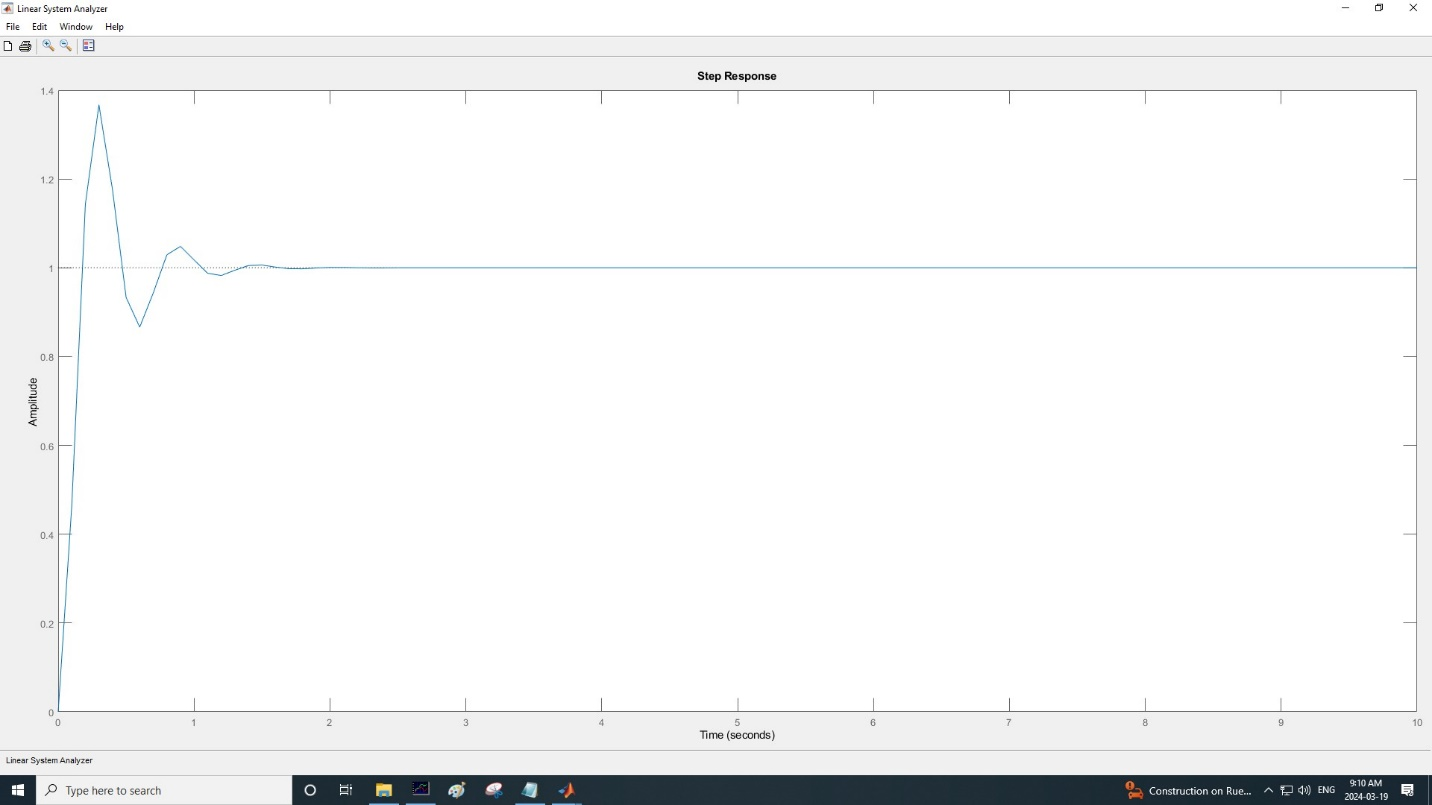 Linear System Analyzer
File Edit Window Help
Step Response
1.4
1.2
1
0.8
0.6
0.4
0.2
0
Amplitude
0 1 2 3 4 5 6 7 8 9 10
Time (seconds)
Linear System Analyzer
Type here to search
Construction on Rue...
ENG
9:10 AM
2024-03-19